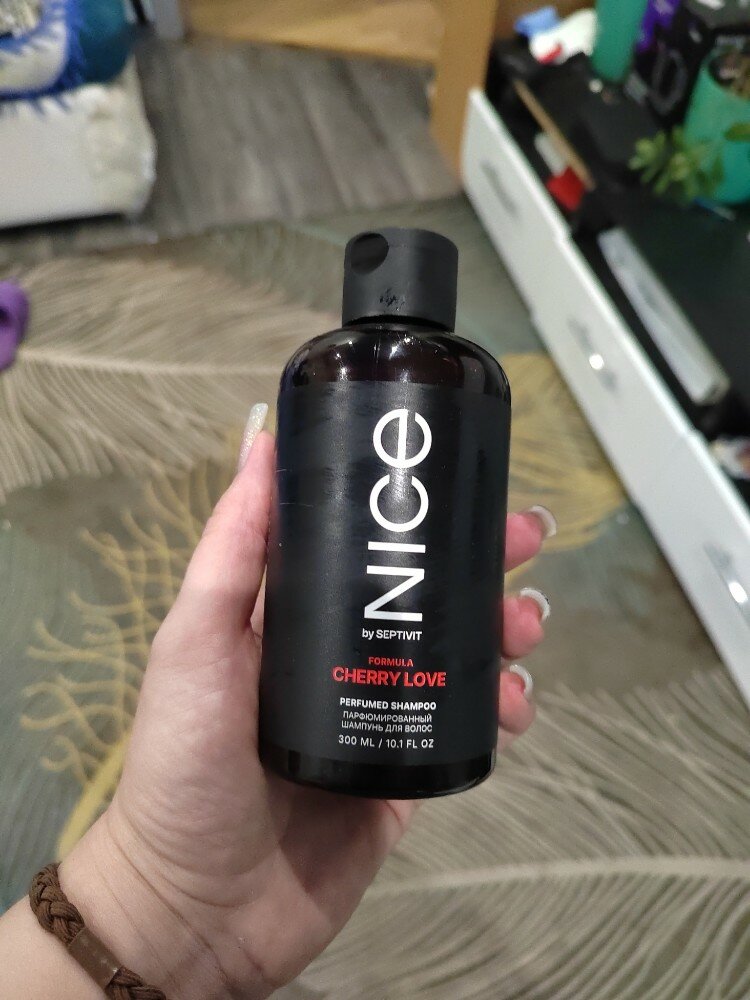 NICe
by SEPTIVIT
FORMULA
CHERRY LOVE
PERFUMED SHAMPOO
ПАРФЮМИРОВАННЫЙ
ШАМПУНЬ ДЛЯ ВОЛОС
300 ML / 10.1 FL OZ